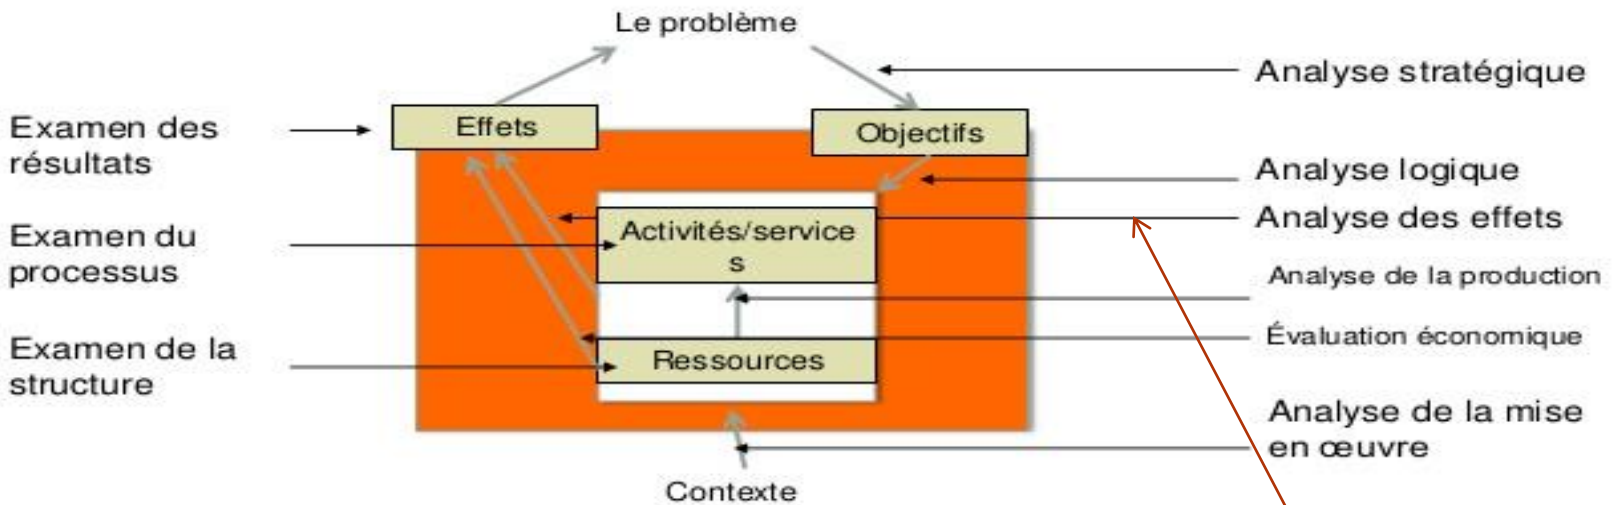 Le problème
Analyse stratégique
Examen des
résultats
Effets
Objectifs
Analyse logique
Analyse des effets
Examen du
processus
Activités/service
s
Analyse de la production
Évaluation économique
Examen de la
structure
Ressources
Analyse de la mise
en œuvre
Contexte